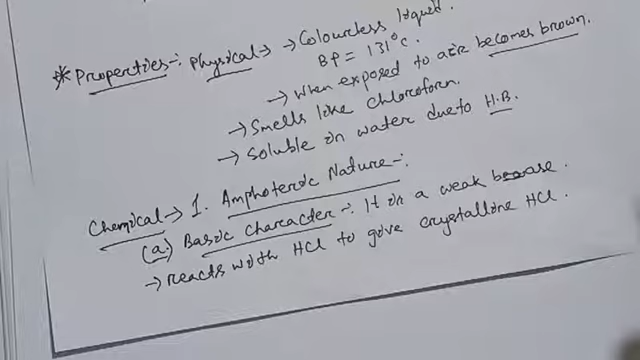 * Properties :- Physical → → Colourless liquid.
BP = 131°C.
→ When exposed to air becomes brown.
→ Smells like chloroform.
→ Soluble in water due to H.B.
Chemical → 1. Amphoteric Nature :-
(a) Basic character :- It is a weak base.
→ reacts with HCl to give crystalline HCl.